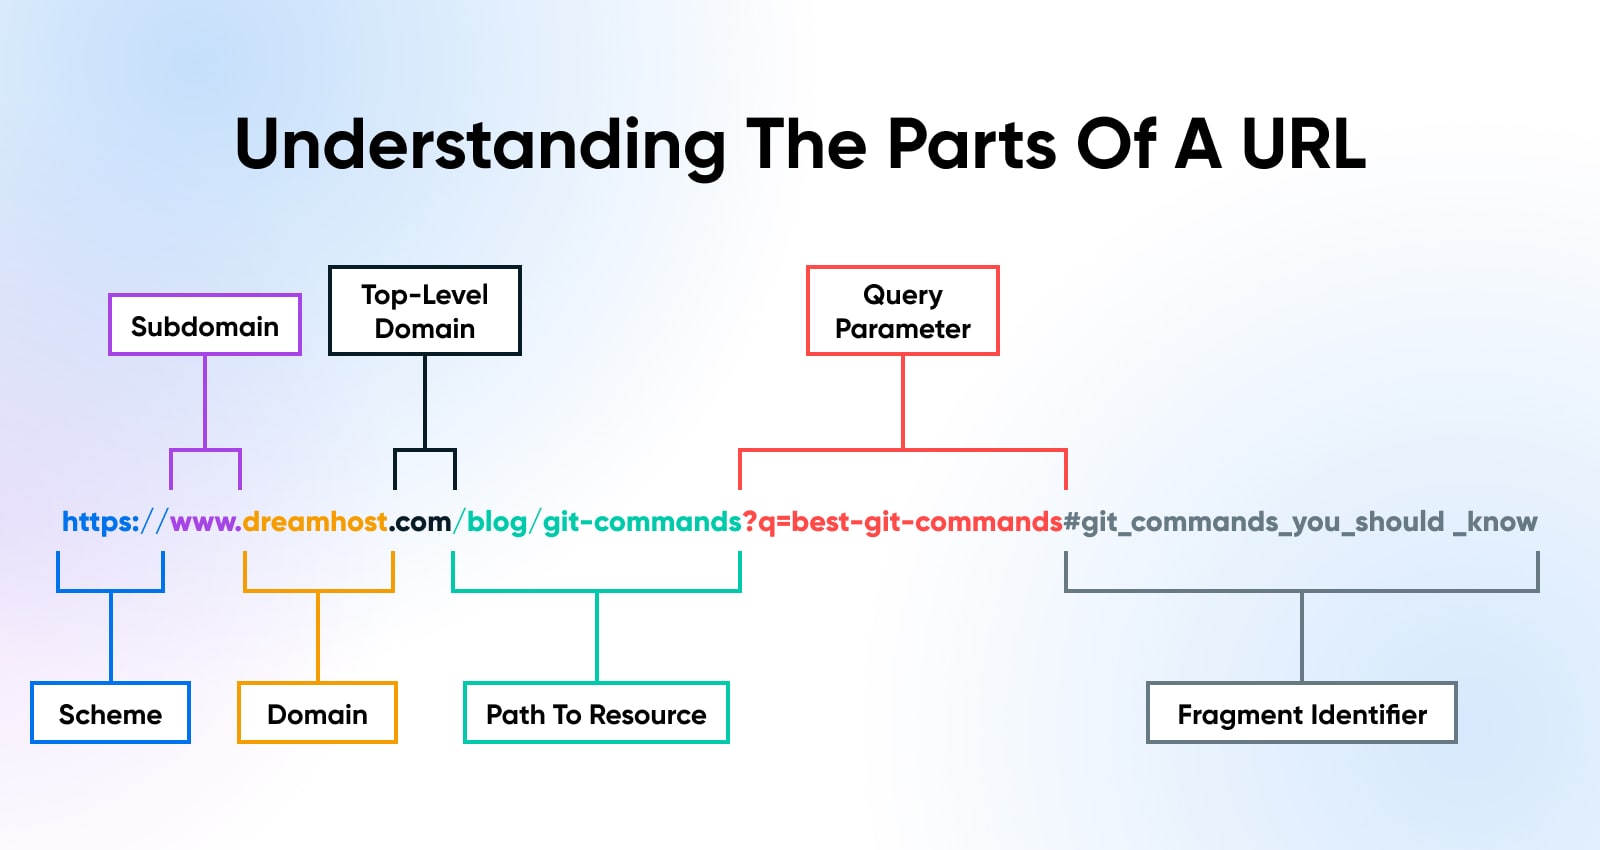 Understanding The Parts Of A URL
Subdomain
Top-Level
Domain
Query
Parameter
https://www.dreamhost.com/blog/git-commands?q=best-git-commands#git_commands_you_should _know
Scheme
Domain
Path To Resource
Fragment Identifier